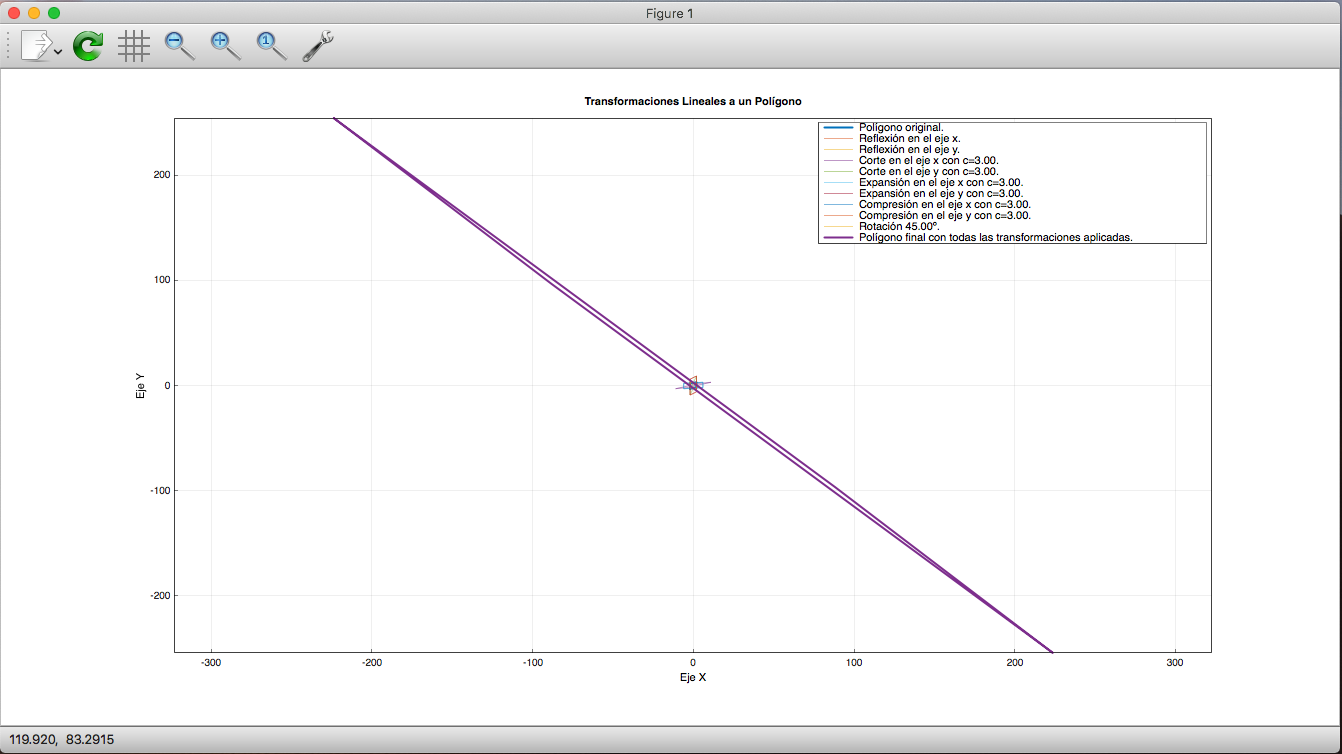 Figure 1
1
Transformaciones Lineales a un Polígono
Polígono original.
Reflexión en el eje x.
Reflexión en el eje y.
Corte en el eje x con c=3.00.
Corte en el eje y con c=3.00.
Expansión en el eje x con c=3.00.
Expansión en el eje y con c=3.00.
Compresión en el eje x con c=3.00.
Compresión en el eje y con c=3.00.
Rotación 45.00º.
Polígono final con todas las transformaciones aplicadas.
200
100
0
-100
-200
Eje Y
-300 -200 -100 0 100 200 300
Eje X
119.920, 83.2915